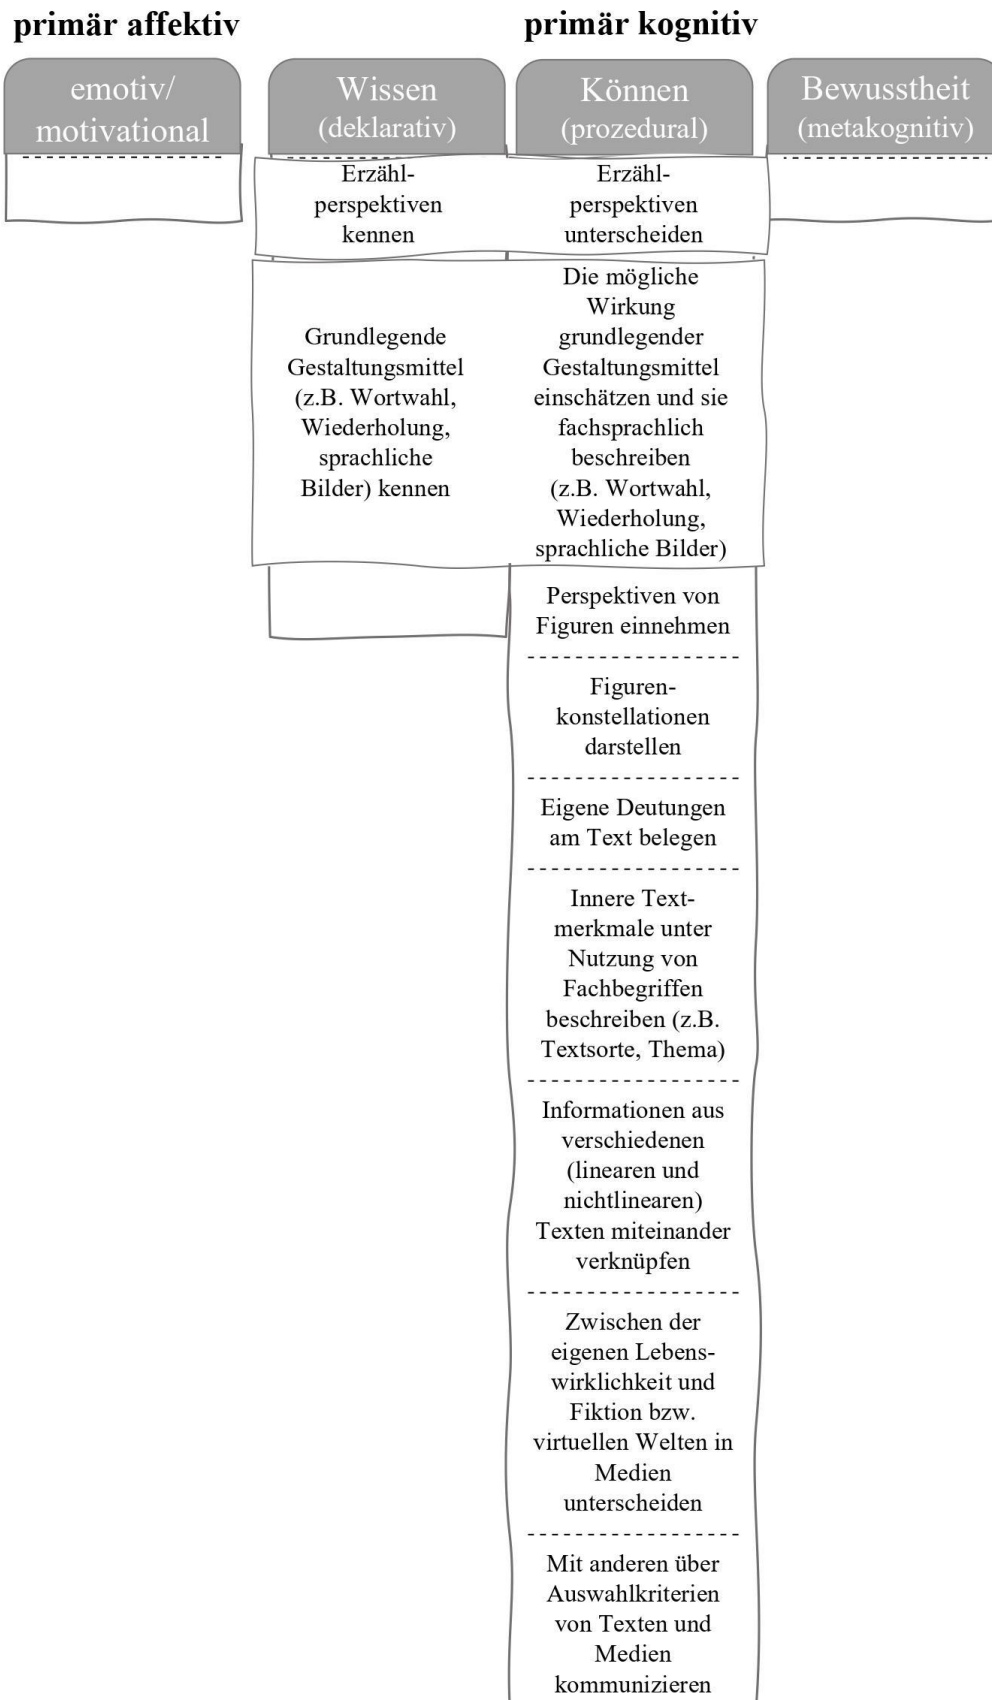 primär affektiv
primär kognitiv
emotiv/
motivational
Wissen
(deklarativ)
Können
(prozedural)
Bewusstheit
(metakognitiv)
Erzähl-
perspektiven
kennen
Erzähl-
perspektiven
unterscheiden
Grundlegende
Gestaltungsmittel
(z.B. Wortwahl,
Wiederholung,
sprachliche
Bilder) kennen
Die mögliche
Wirkung
grundlegender
Gestaltungsmittel
einschätzen und sie
fachsprachlich
beschreiben
(z.B. Wortwahl,
Wiederholung,
sprachliche Bilder)
Perspektiven von
Figuren einnehmen
Figuren-
konstellationen
darstellen
Eigene Deutungen
am Text belegen
Innere Text-
merkmale unter
Nutzung von
Fachbegriffen
beschreiben (z.B.
Textsorte, Thema)
Informationen aus
verschiedenen
(linearen und
nichtlinearen)
Texten miteinander
verknüpfen
Zwischen der
eigenen Lebens-
wirklichkeit und
Fiktion bzw.
virtuellen Welten in
Medien
unterscheiden
Mit anderen über
Auswahlkriterien
von Texten und
Medien
kommunizieren